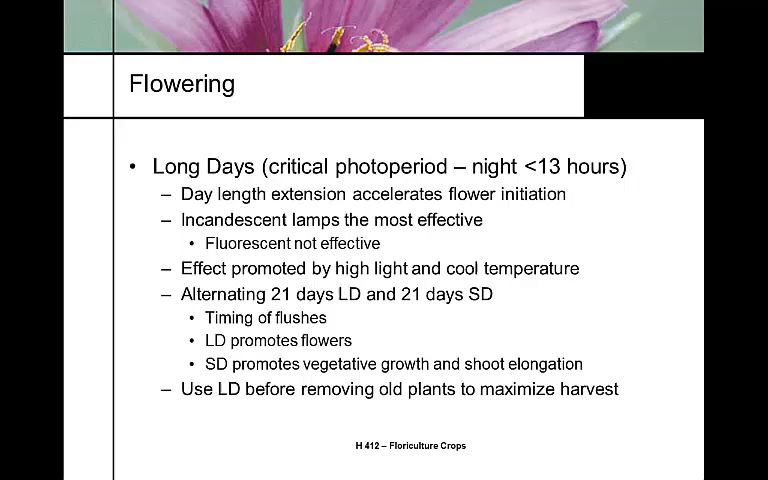 Flowering
• Long Days (critical photoperiod – night <13 hours)
– Day length extension accelerates flower initiation
– Incandescent lamps the most effective
• Fluorescent not effective
– Effect promoted by high light and cool temperature
– Alternating 21 days LD and 21 days SD
• Timing of flushes
• LD promotes flowers
• SD promotes vegetative growth and shoot elongation
– Use LD before removing old plants to maximize harvest
H 412 – Floriculture Crops